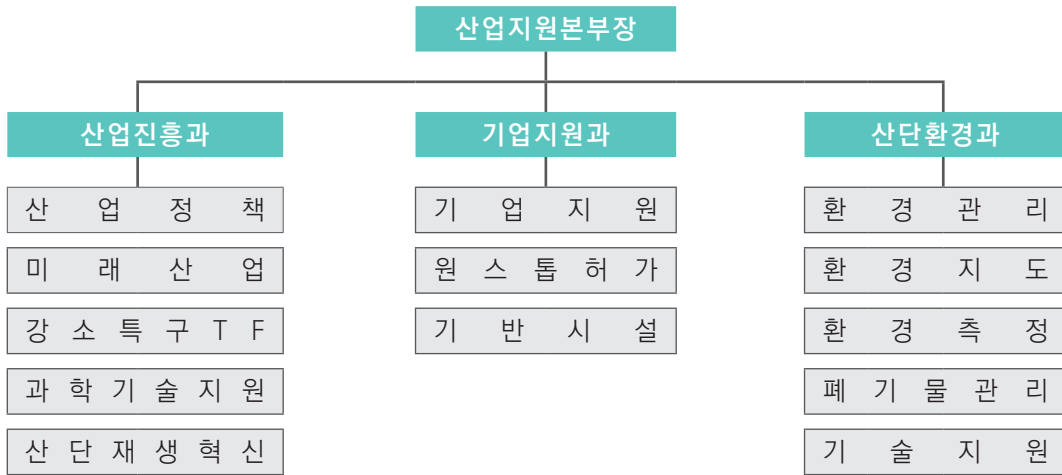 산업지원본부장
산업진흥과
산업정책
미래산업
강소특구TF
과학기술지원
산단재생혁신
기업지원과
기업지원
원스톱허가
기반시설
산단환경과
환경관리
환경지도
환경측정
폐기물관리
기술지원